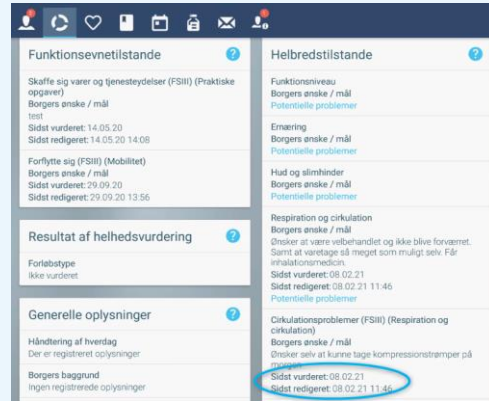 Funktionsevnetilstande
Skaffe sig varer og tjenesteydelser (FSIII) (Praktiske
opgaver)
Borgers ønske / mål
test
Sidst vurderet: 14.05.20
Sidst redigeret: 14.05.20 14:08
Forflytte sig (FSIII) (Mobilitet)
Borgers ønske / mål
Sidst vurderet: 29.09.20
Sidst redigeret: 29.09.20 13:56
Resultat af helhedsvurdering
Forløbstype
Ikke vurderet
Generelle oplysninger
Håndtering af hverdag
Der er registreret oplysninger
Borgers baggrund
Ingen registrerede oplysninger
Helbredstilstande
Funktionsniveau
Borgers ønske / mål
Potentielle problemer
Ernæring
Borgers ønske / mål
Potentielle problemer
Hud og slimhinder
Borgers ønske / mål
Potentielle problemer
Respiration og cirkulation
Borgers ønske / mål
Ønsker at være velbehandlet og ikke blive forværret.
Samt at varetage så meget som muligt selv. Får
inhalationsmedicin.
Sidst vurderet: 08.02.21
Sidst redigeret: 08.02.21 11:46
Potentielle problemer
Cirkulationsproblemer (FSIII) (Respiration og
cirkulation)
Borgers ønske / mål
Ønsker selv at kunne tage kompressionstrømper på
morgen
Sidst vurderet: 08.02.21
Sidst redigeret: 08.02.21 11:46